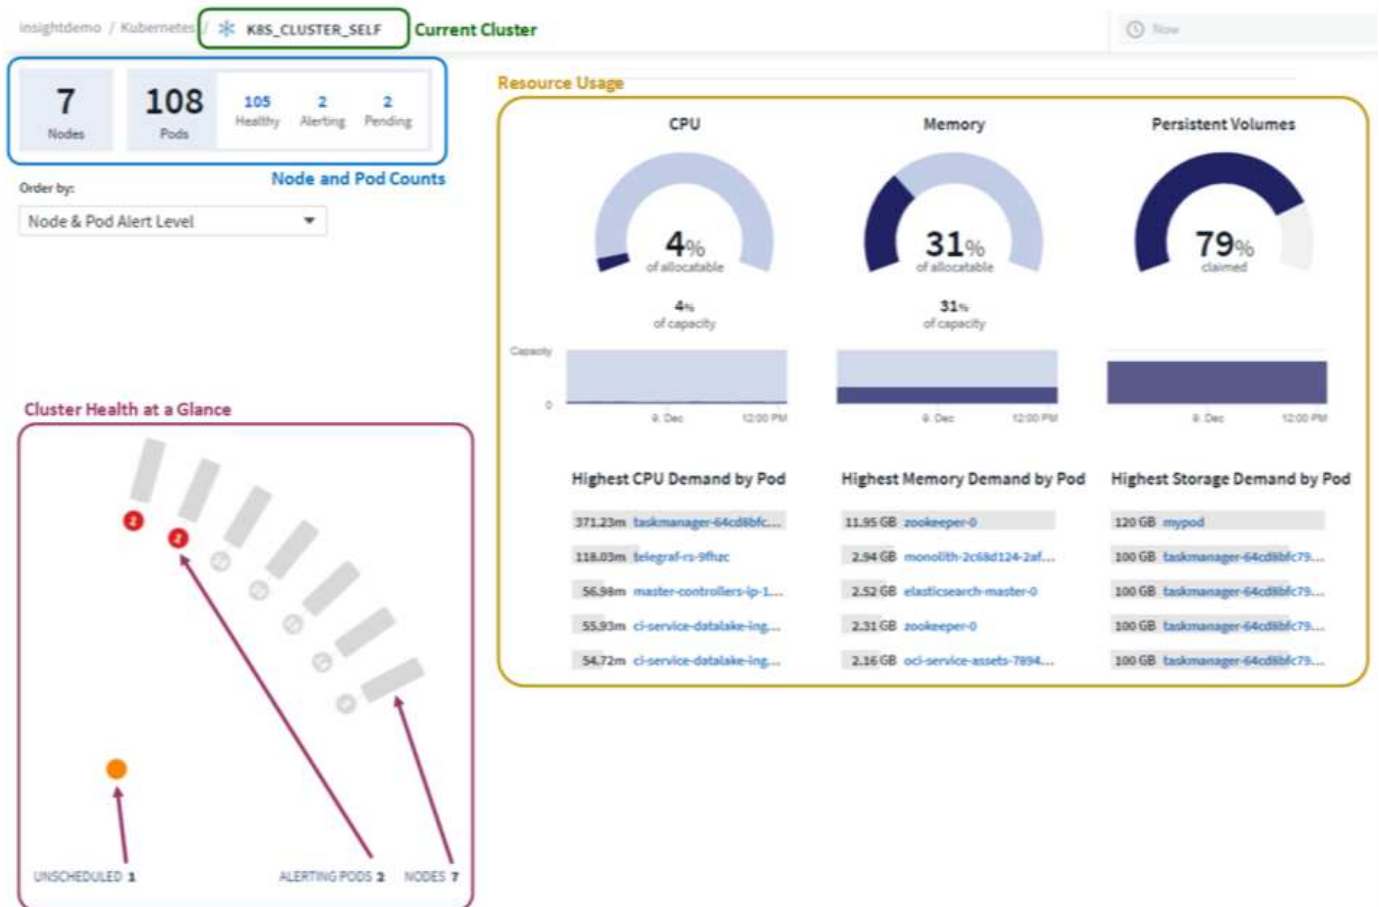 insightdemo / Kubernetes / K8S_CLUSTER_SELF Current Cluster
Now
7
Nodes
108
Pods
105
Healthy
2
Alerting
2
Pending
Node and Pod Counts
Order by:
Node & Pod Alert Level
Resource Usage
CPU
4%
of allocatable
4%
of capacity
Memory
31%
of allocatable
31%
of capacity
Persistent Volumes
79%
claimed
Capacity
0
9. Dec 12:00 PM
9. Dec 12:00 PM
9. Dec 12:00 PM
Highest CPU Demand by Pod
371.23m taskmanager-64cd8bfc...
118.03m telegraf-rs-9fhzc
56.98m master-controllers-ip-1...
55.93m ci-service-datalake-ing...
54.72m ci-service-datalake-ing...
Highest Memory Demand by Pod
11.95 GB zookeeper-0
2.94 GB monolith-2c68d124-2af...
2.52 GB elasticsearch-master-0
2.31 GB zookeeper-0
2.16 GB oci-service-assets-7894...
Highest Storage Demand by Pod
120 GB mypod
100 GB taskmanager-64cd8bfc79...
100 GB taskmanager-64cd8bfc79...
100 GB taskmanager-64cd8bfc79...
100 GB taskmanager-64cd8bfc79...
Cluster Health at a Glance
2
2
UNSCHEDULED 1
ALERTING PODS 2
NODES 7